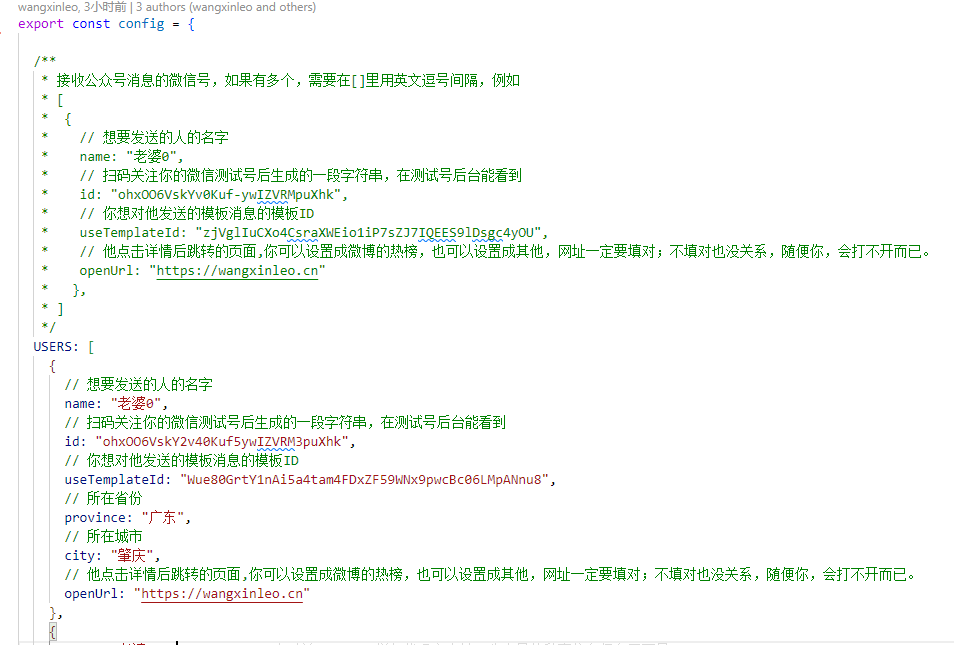 wangxinleo, 3小时前 | 3 authors (wangxinleo and others)
export const config = {
/**
* 接收公众号消息的微信号，如果有多个，需要在[]里用英文逗号间隔，例如
* [
* {
* // 想要发送的人的名字
* name: "老婆0",
* // 扫码关注你的微信测试号后生成的一段字符串，在测试号后台能看到
* id: "ohxOO6VskYv0Kuf-ywIZVRMpuXhk",
* // 你想对他发送的模板消息的模板ID
* useTemplateId: "zjVglIuCXo4CsraXWEio1iP7sZJ7IQEES9lDsgc4yOU",
* // 他点击详情后跳转的页面,你可以设置成微博的热榜，也可以设置成其他，网址一定要填对；不填对也没关系，随便你，会打不开而已。
* openUrl: "https://wangxinleo.cn"
* },
* ]
*/
USERS: [
{
// 想要发送的人的名字
name: "老婆0",
// 扫码关注你的微信测试号后生成的一段字符串，在测试号后台能看到
id: "ohxOO6VskY2v40Kuf5ywIZVRM3puXhk",
// 你想对他发送的模板消息的模板ID
useTemplateId: "Wue80GrtY1nAi5a4tam4FDxZF59WNx9pwcBc06LMpANnu8",
// 所在省份
province: "广东",
// 所在城市
city: "肇庆",
// 他点击详情后跳转的页面,你可以设置成微博的热榜，也可以设置成其他，网址一定要填对；不填对也没关系，随便你，会打不开而已。
openUrl: "https://wangxinleo.cn"
},
{